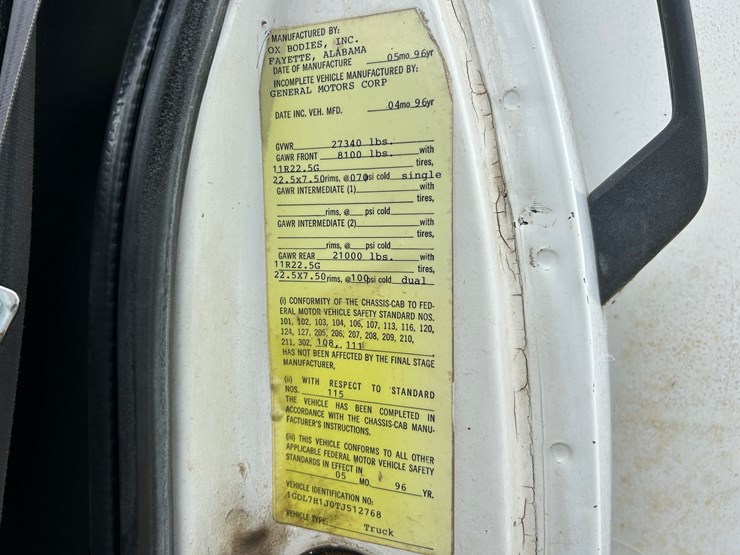 MANUFACTURED BY:
OX BODIES, INC.
FAYETTE, ALABAMA
DATE OF MANUFACTURE 05mo 96yr
INCOMPLETE VEHICLE MANUFACTURED BY:
GENERAL MOTORS CORP
DATE INC. VEH. MFD. 04mo 96yr
GVWR 27340 lbs.
GAWR FRONT 8100 lbs. with
11R22.5G tires,
22.5x7.50rims, @070psi cold single
GAWR INTERMEDIATE (1) with
tires,
rims, @ psi cold
GAWR INTERMEDIATE (2) with
tires,
rims, @ psi cold
GAWR REAR 21000 lbs. with
11R22.5G tires,
22.5X7.50rims, @100psi cold dual
(i) CONFORMITY OF THE CHASSIS-CAB TO FED-
ERAL MOTOR VEHICLE SAFETY STANDARD NOS.
101, 102, 103, 104, 105, 107, 113, 116, 120,
124, 127, 205, 206, 207, 208, 209, 210,
211, 302, 108, 111
HAS NOT BEEN AFFECTED BY THE FINAL STAGE
MANUFACTURER.
(ii) WITH RESPECT TO STANDARD
NOS. 115
THE VEHICLE HAS BEEN COMPLETED IN
ACCORDANCE WITH THE CHASSIS-CAB MANU-
FACTURER'S INSTRUCTIONS.
(iii) THIS VEHICLE CONFORMS TO ALL OTHER
APPLICABLE FEDERAL MOTOR VEHICLE SAFETY
STANDARDS IN EFFECT IN
05 MO. 96 YR.
VEHICLE IDENTIFICATION NO:
1GDL7H1J0TJ512768
VEHICLE TYPE: Truck